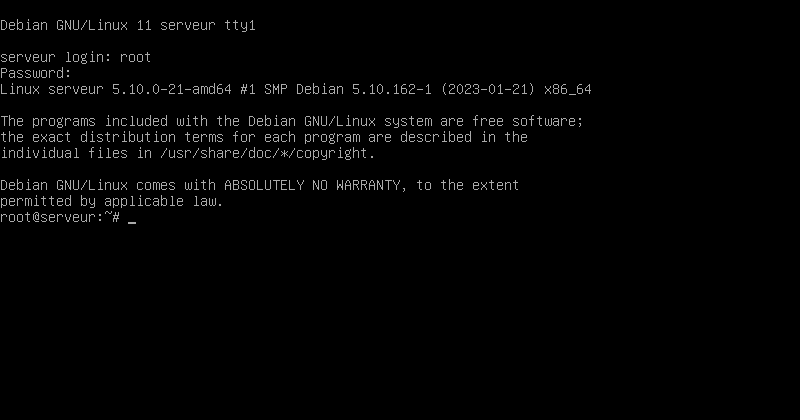 Debian GNU/Linux 11 serveur tty1
serveur login: root
Password:
Linux serveur 5.10.0-21-amd64 #1 SMP Debian 5.10.162-1 (2023-01-21) x86_64
The programs included with the Debian GNU/Linux system are free software;
the exact distribution terms for each program are described in the
individual files in /usr/share/doc/*/copyright.
Debian GNU/Linux comes with ABSOLUTELY NO WARRANTY, to the extent
permitted by applicable law.
root@serveur:~# _